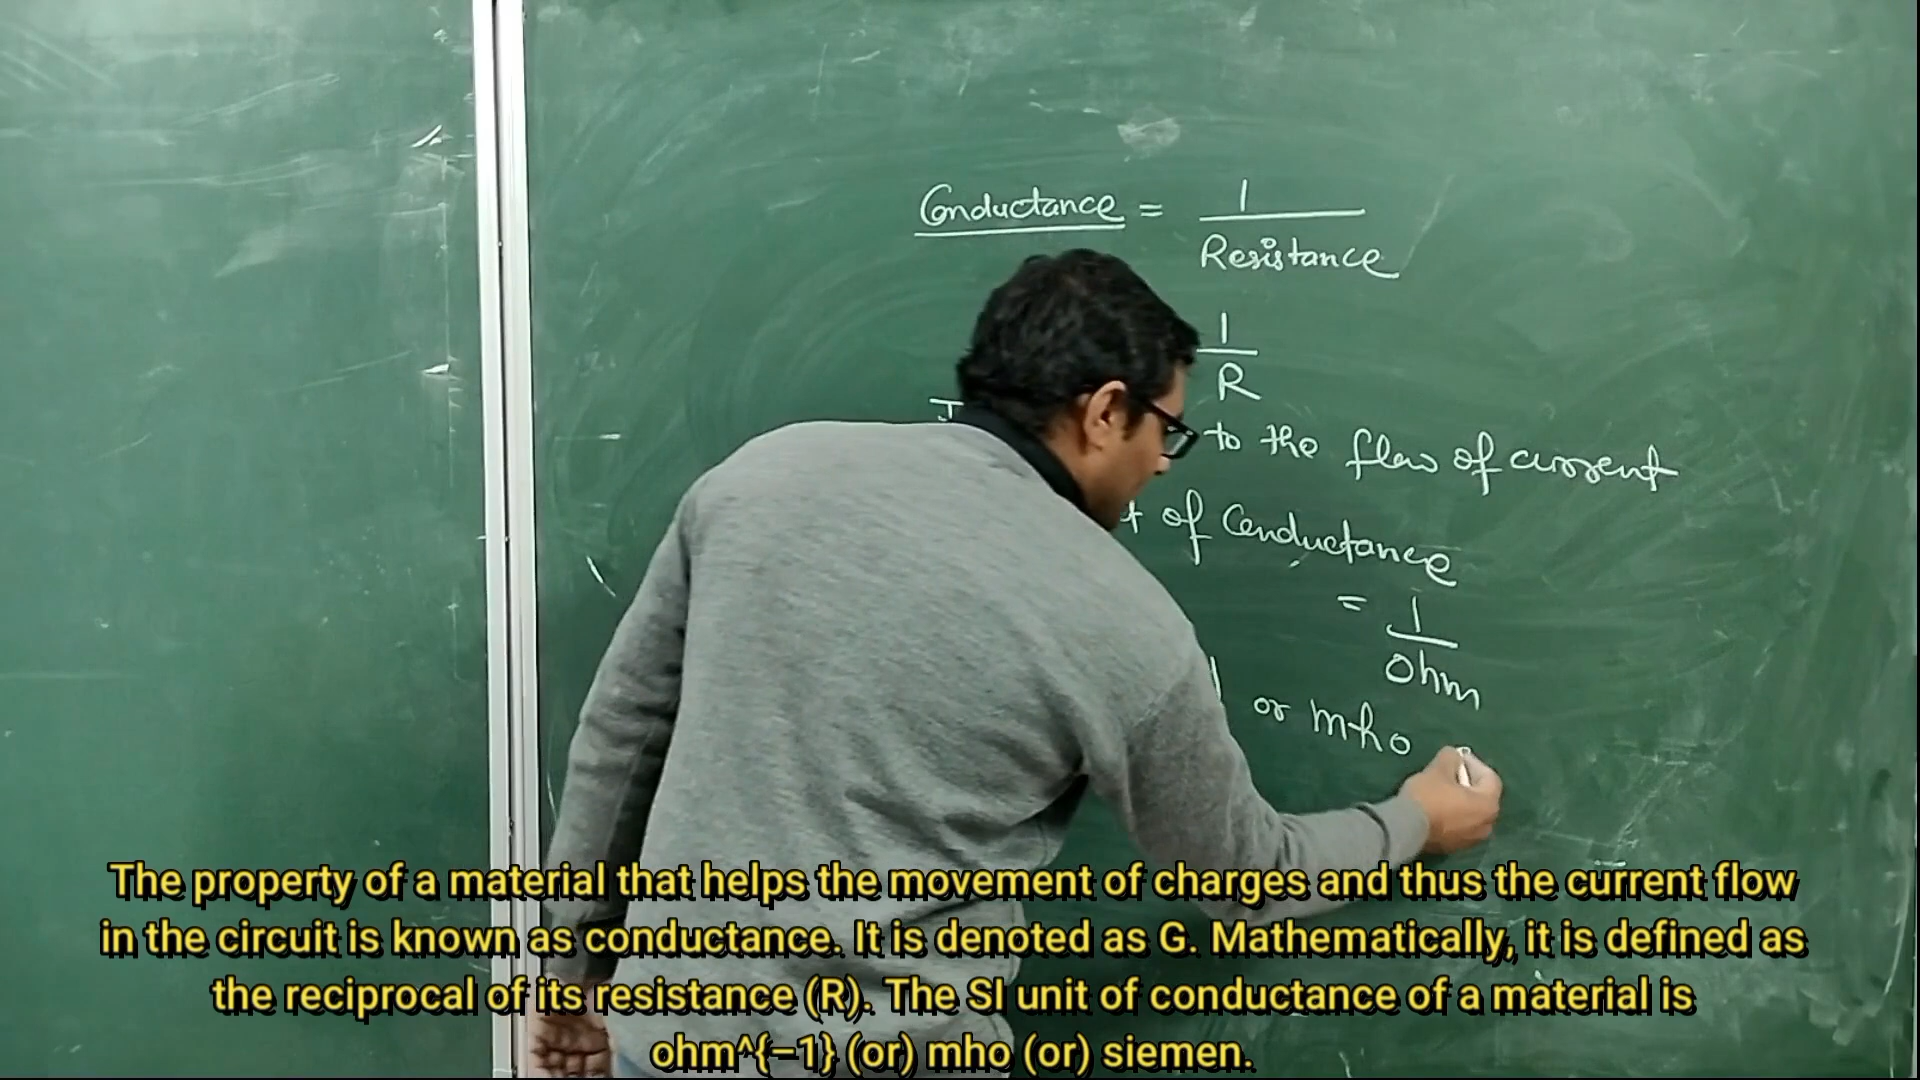 Conductance = 1
Resistance
1
R
to the flow of current
of Conductance
= 1
ohm
or mho
The property of a material that helps the movement of charges and thus the current flow
in the circuit is known as conductance. It is denoted as G. Mathematically, it is defined as
the reciprocal of its resistance (R). The SI unit of conductance of a material is
ohm^{−1} (or) mho (or) siemen.